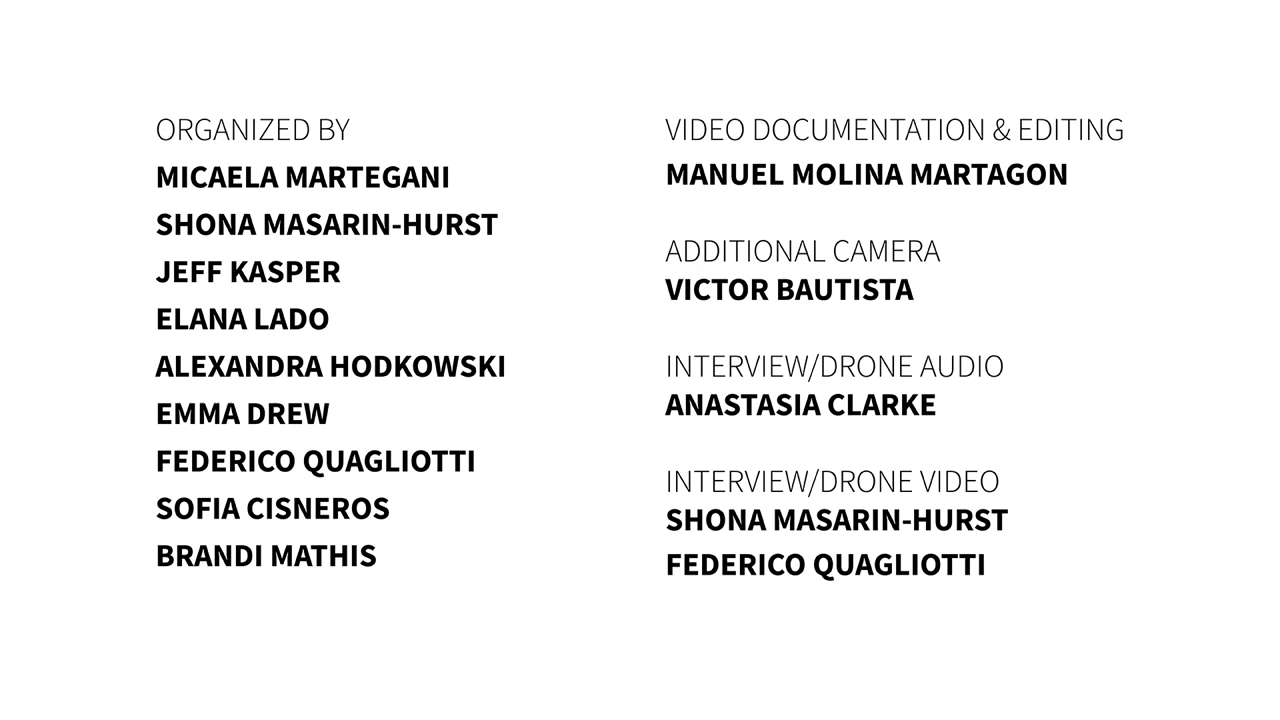 ORGANIZED BY
MICAELA MARTEGANI
SHONA MASARIN-HURST
JEFF KASPER
ELANA LADO
ALEXANDRA HODKOWSKI
EMMA DREW
FEDERICO QUAGLIOTTI
SOFIA CISNEROS
BRANDI MATHIS
VIDEO DOCUMENTATION & EDITING
MANUEL MOLINA MARTAGON
ADDITIONAL CAMERA
VICTOR BAUTISTA
INTERVIEW/DRONE AUDIO
ANASTASIA CLARKE
INTERVIEW/DRONE VIDEO
SHONA MASARIN-HURST
FEDERICO QUAGLIOTTI